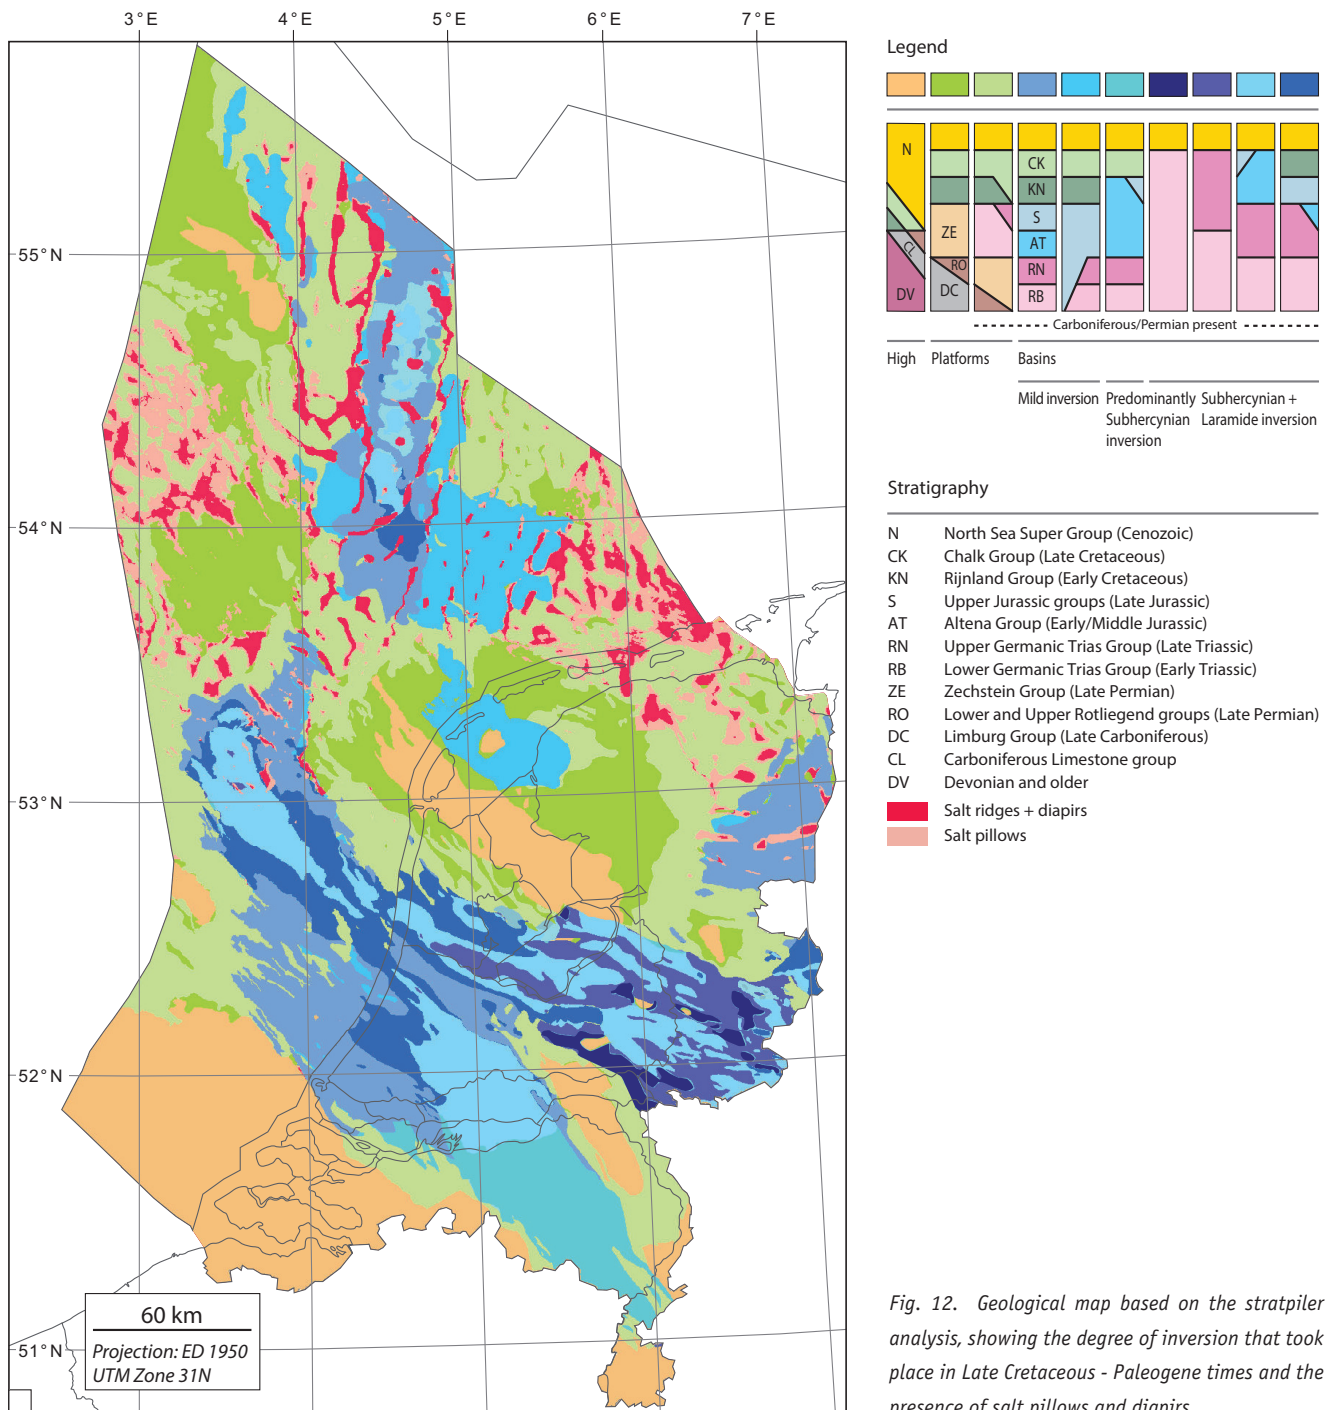 3°E 4°E 5°E 6°E 7°E
55°N
54°N
53°N
52°N
51°N
60 km
Projection: ED 1950
UTM Zone 31N
Legend
N
CK
KN
S
AT
RN
RB
ZE
RO
DC
CL
DV
Carboniferous/Permian present
High Platforms Basins
Mild inversion Predominantly Subhercynian +
Subhercynian Laramide inversion
inversion
Stratigraphy
N North Sea Super Group (Cenozoic)
CK Chalk Group (Late Cretaceous)
KN Rijnland Group (Early Cretaceous)
S Upper Jurassic groups (Late Jurassic)
AT Altena Group (Early/Middle Jurassic)
RN Upper Germanic Trias Group (Late Triassic)
RB Lower Germanic Trias Group (Early Triassic)
ZE Zechstein Group (Late Permian)
RO Lower and Upper Rotliegend groups (Late Permian)
DC Limburg Group (Late Carboniferous)
CL Carboniferous Limestone group
DV Devonian and older
Salt ridges + diapirs
Salt pillows
Fig. 12. Geological map based on the stratpiler
analysis, showing the degree of inversion that took
place in Late Cretaceous - Paleogene times and the
presence of salt pillows and diapirs